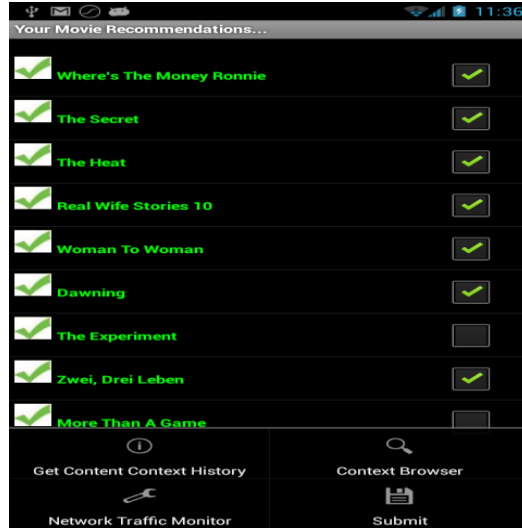 11:36
Your Movie Recommendations...
Where's The Money Ronnie
The Secret
The Heat
Real Wife Stories 10
Woman To Woman
Dawning
The Experiment
Zwei, Drei Leben
More Than A Game
Get Content Context History
Context Browser
Network Traffic Monitor
Submit